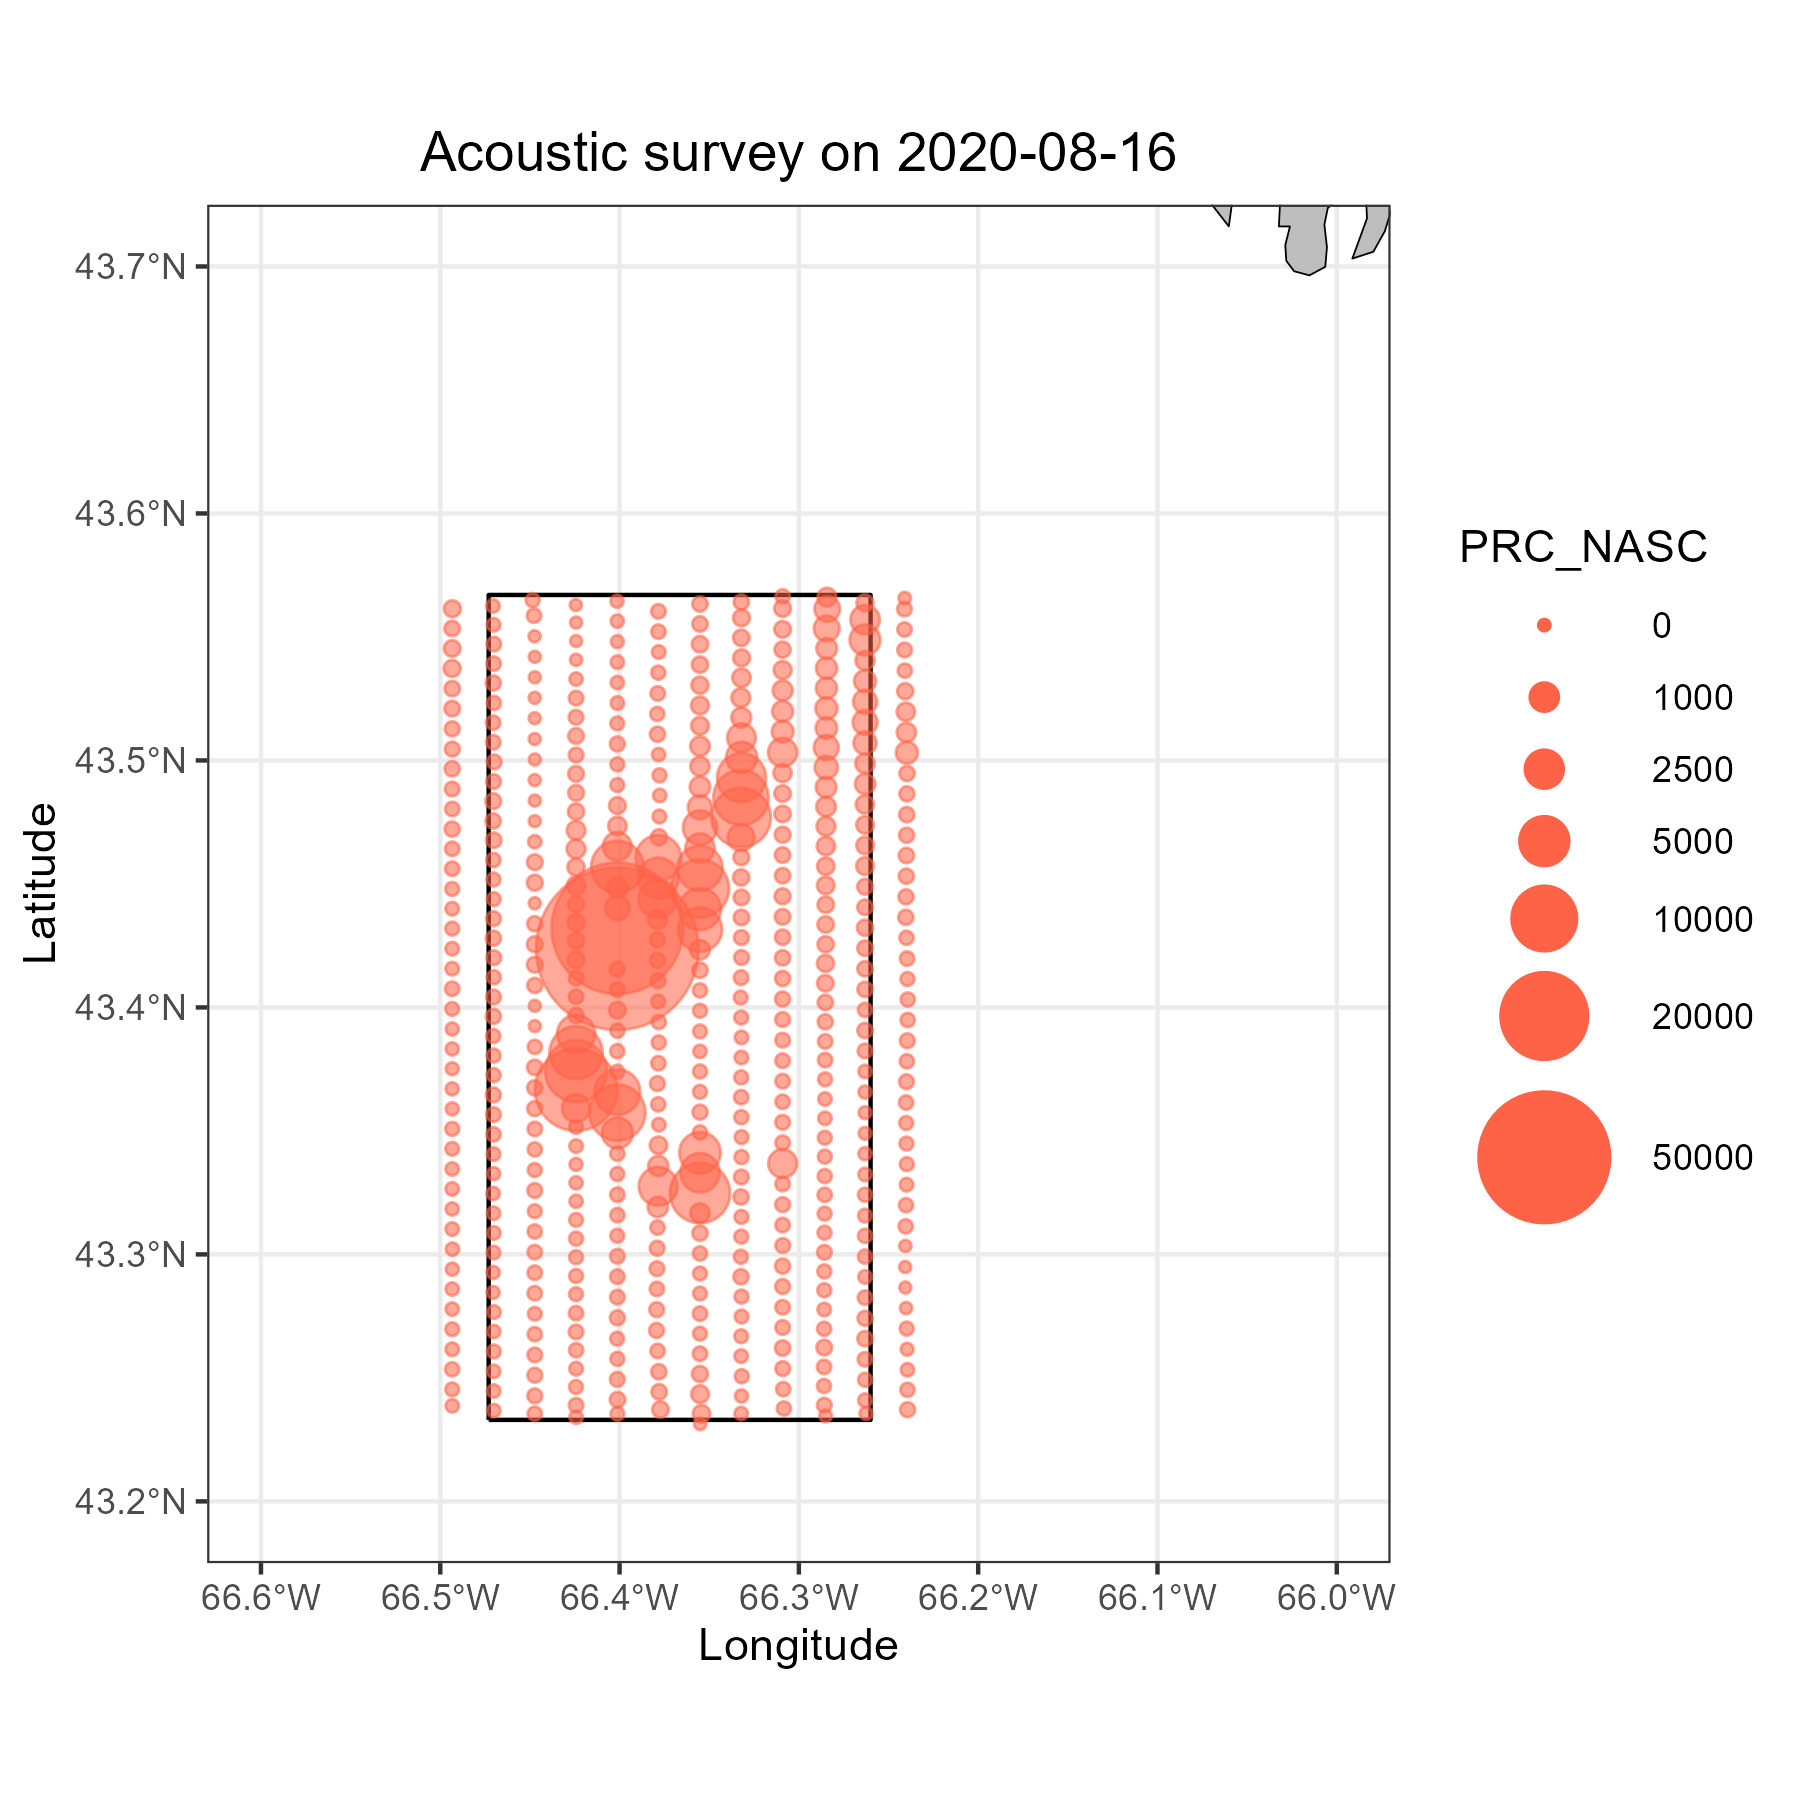 Acoustic survey on 2020-08-16
43.7°N
43.6°N
43.5°N
43.4°N
43.3°N
43.2°N
Latitude
66.6°W
66.5°W
66.4°W
66.3°W
66.2°W
66.1°W
66.0°W
Longitude
PRC_NASC
0
1000
2500
5000
10000
20000
50000